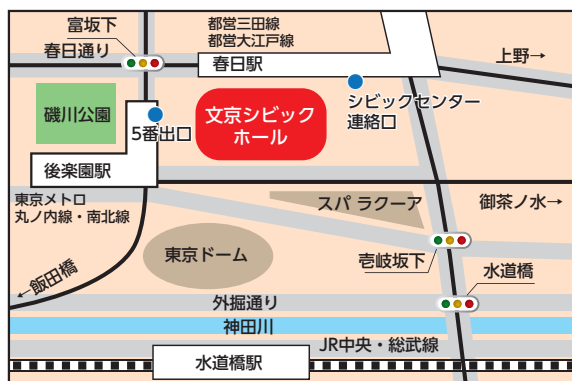 富坂下
都営三田線
都営大江戸線
春日通り
春日駅
上野→
シビックセンター
連絡口
磯川公園
5番出口
文京シビック
ホール
後楽園駅
東京メトロ
丸ノ内線・南北線
スパ ラクーア
御茶ノ水→
東京ドーム
壱岐坂下
水道橋
←飯田橋
外掘通り
神田川
JR中央・総武線
水道橋駅